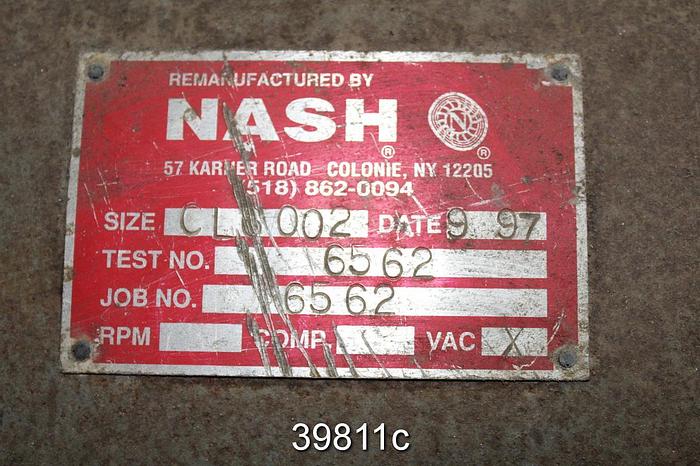 REMANUFACTURED BY
NASH ® N ®
57 KARNER ROAD COLONIE, NY 12205
(518) 862-0094
SIZE CL 002 DATE 9 97
TEST NO. 6562
JOB NO. 6562
RPM COMP. VAC X
39811c